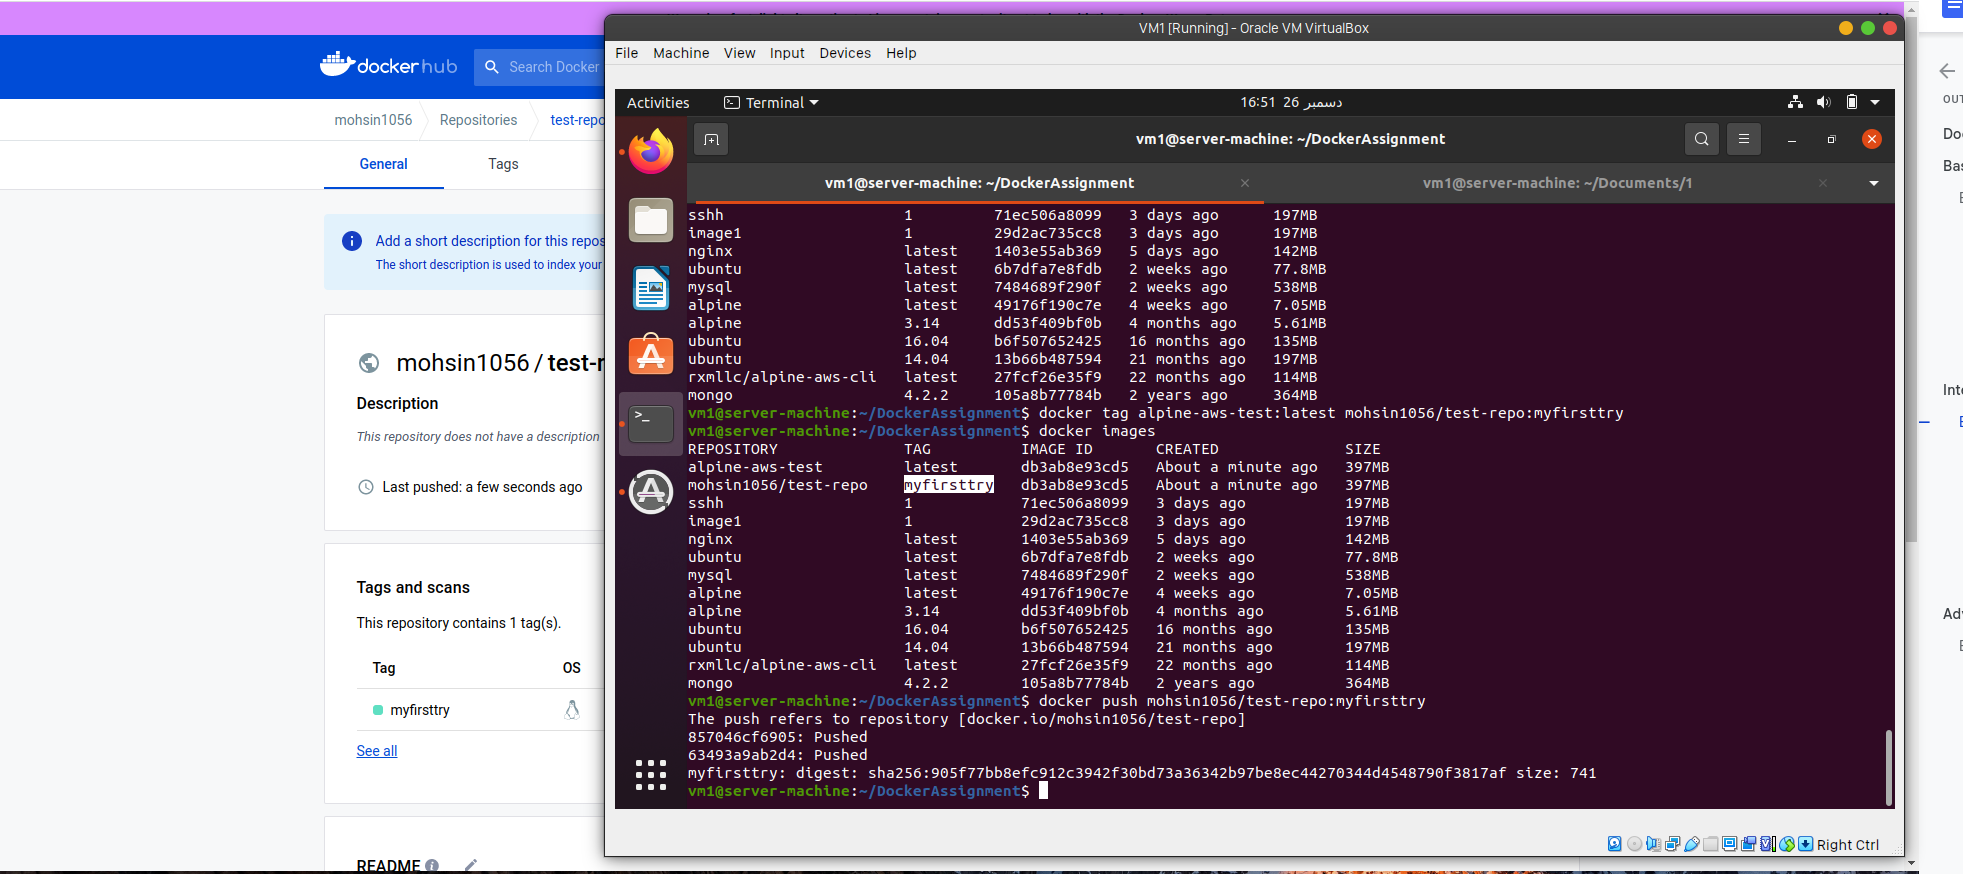 VM1 [Running] - Oracle VM VirtualBox
File Machine View Input Devices Help
docker hub
Search Docker
mohsin1056
Repositories
test-repo
General
Tags
Add a short description for this repos
The short description is used to index your
mohsin1056 / test-r
Description
This repository does not have a description
Last pushed: a few seconds ago
Tags and scans
This repository contains 1 tag(s).
Tag OS
myfirsttry
See all
README
Activities
Terminal
16:51 26 دسمبر
vm1@server-machine: ~/DockerAssignment
vm1@server-machine: ~/DockerAssignment
vm1@server-machine: ~/Documents/1
sshh 1 71ec506a8099 3 days ago 197MB
image1 1 29d2ac735cc8 3 days ago 197MB
nginx latest 1403e55ab369 5 days ago 142MB
ubuntu latest 6b7dfa7e8fdb 2 weeks ago 77.8MB
mysql latest 7484689f290f 2 weeks ago 538MB
alpine latest 49176f190c7e 4 weeks ago 7.05MB
alpine 3.14 dd53f409bf0b 4 months ago 5.61MB
ubuntu 16.04 b6f507652425 16 months ago 135MB
ubuntu 14.04 13b66b487594 21 months ago 197MB
rxmllc/alpine-aws-cli latest 27fcf26e35f9 22 months ago 114MB
mongo 4.2.2 105a8b77784b 2 years ago 364MB
vm1@server-machine:~/DockerAssignment$ docker tag alpine-aws-test:latest mohsin1056/test-repo:myfirsttry
vm1@server-machine:~/DockerAssignment$ docker images
REPOSITORY TAG IMAGE ID CREATED SIZE
alpine-aws-test latest db3ab8e93cd5 About a minute ago 397MB
mohsin1056/test-repo myfirsttry db3ab8e93cd5 About a minute ago 397MB
sshh 1 71ec506a8099 3 days ago 197MB
image1 1 29d2ac735cc8 3 days ago 197MB
nginx latest 1403e55ab369 5 days ago 142MB
ubuntu latest 6b7dfa7e8fdb 2 weeks ago 77.8MB
mysql latest 7484689f290f 2 weeks ago 538MB
alpine latest 49176f190c7e 4 weeks ago 7.05MB
alpine 3.14 dd53f409bf0b 4 months ago 5.61MB
ubuntu 16.04 b6f507652425 16 months ago 135MB
ubuntu 14.04 13b66b487594 21 months ago 197MB
rxmllc/alpine-aws-cli latest 27fcf26e35f9 22 months ago 114MB
mongo 4.2.2 105a8b77784b 2 years ago 364MB
vm1@server-machine:~/DockerAssignment$ docker push mohsin1056/test-repo:myfirsttry
The push refers to repository [docker.io/mohsin1056/test-repo]
857046cf6905: Pushed
63493a9ab2d4: Pushed
myfirsttry: digest: sha256:905f77bb8efc912c3942f30bd73a36342b97be8ec44270344d4548790f3817af size: 741
vm1@server-machine:~/DockerAssignment$
Right Ctrl
OUT
Do
Bas
Inte
Adv